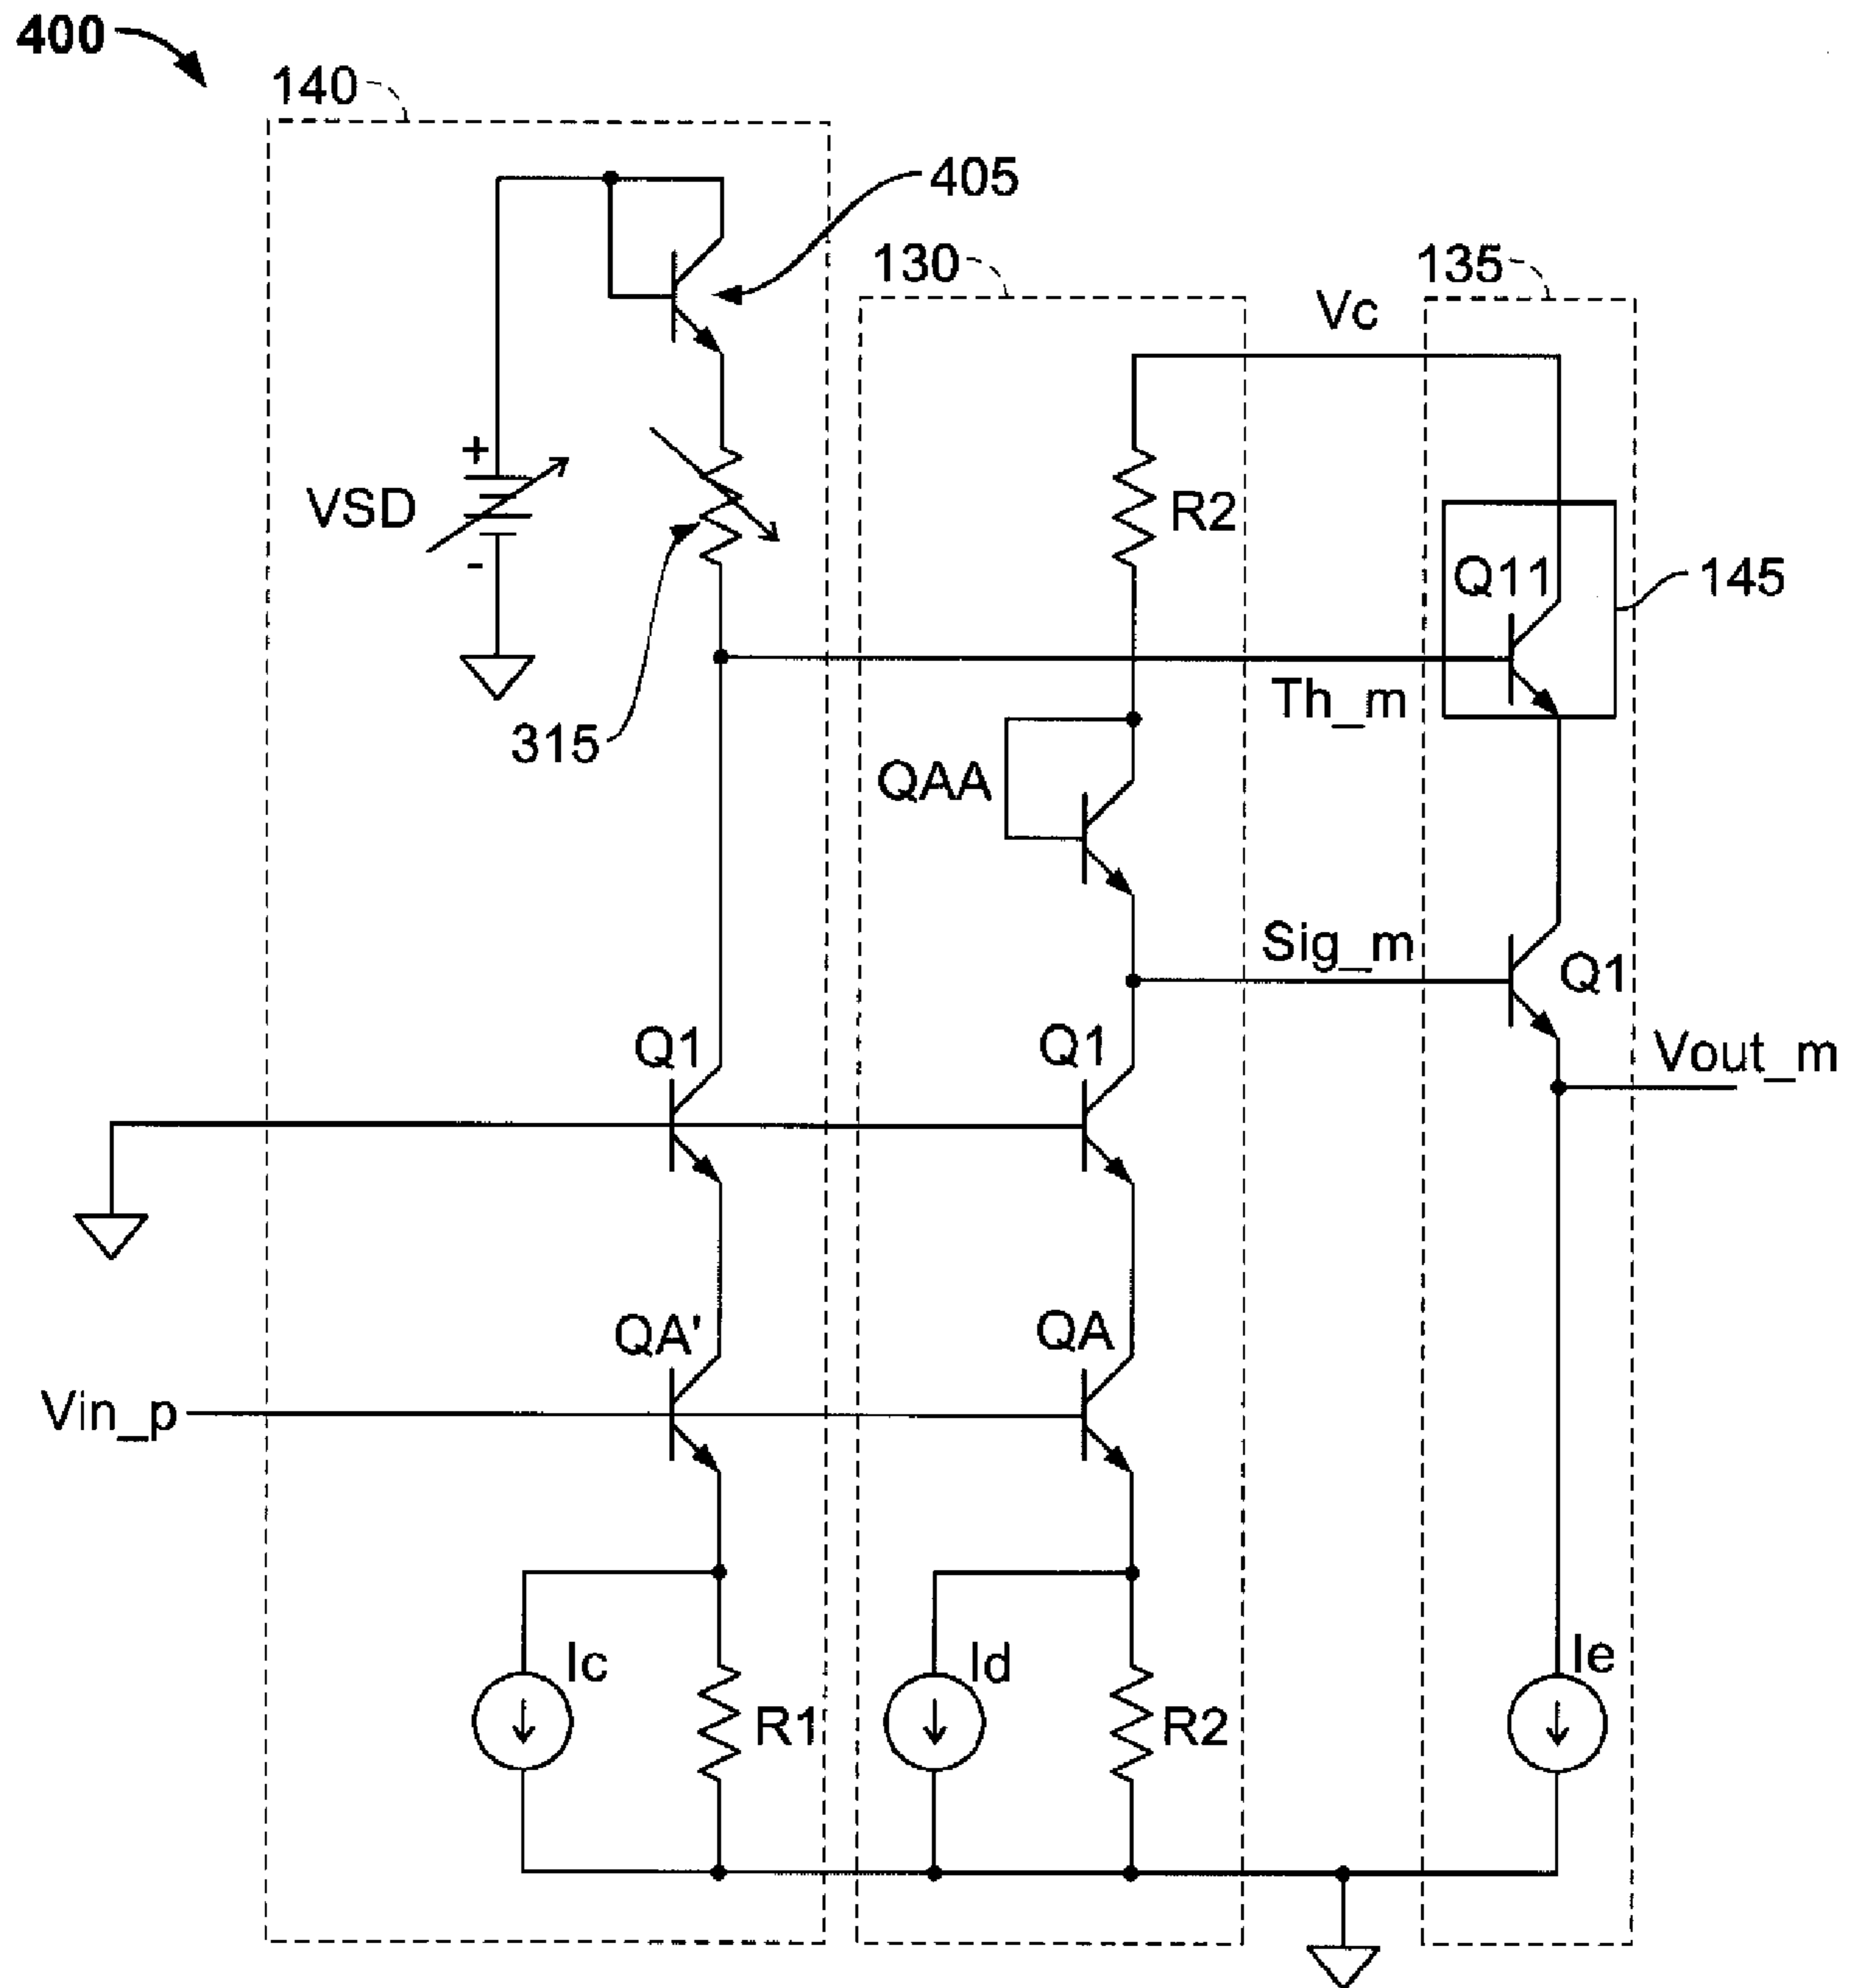 400
140
405
130
135
Vc
+
VSD
-
R2
Q11
145
315
Th_m
QAA
Sig_m
Q1
Q1
Q1
Vout_m
QA'
QA
Vin_p
Ic
Id
Ie
R1
R2